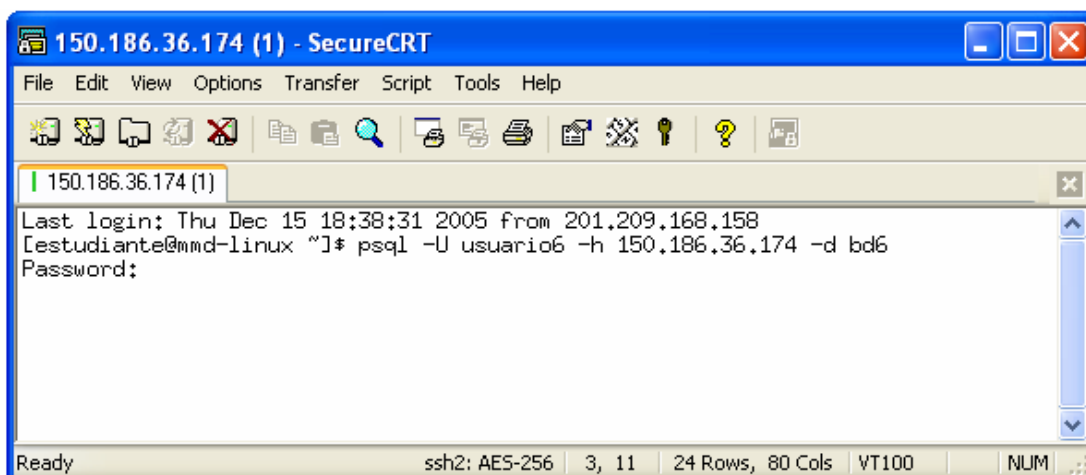 150.186.36.174 (1) - SecureCRT
File Edit View Options Transfer Script Tools Help
150.186.36.174 (1)
Last login: Thu Dec 15 18:38:31 2005 from 201.209.168.158
[estudiante@mmd-linux ~]$ psql -U usuario6 -h 150.186.36.174 -d bd6
Password:
Ready ssh2: AES-256 3, 11 24 Rows, 80 Cols VT100 NUM